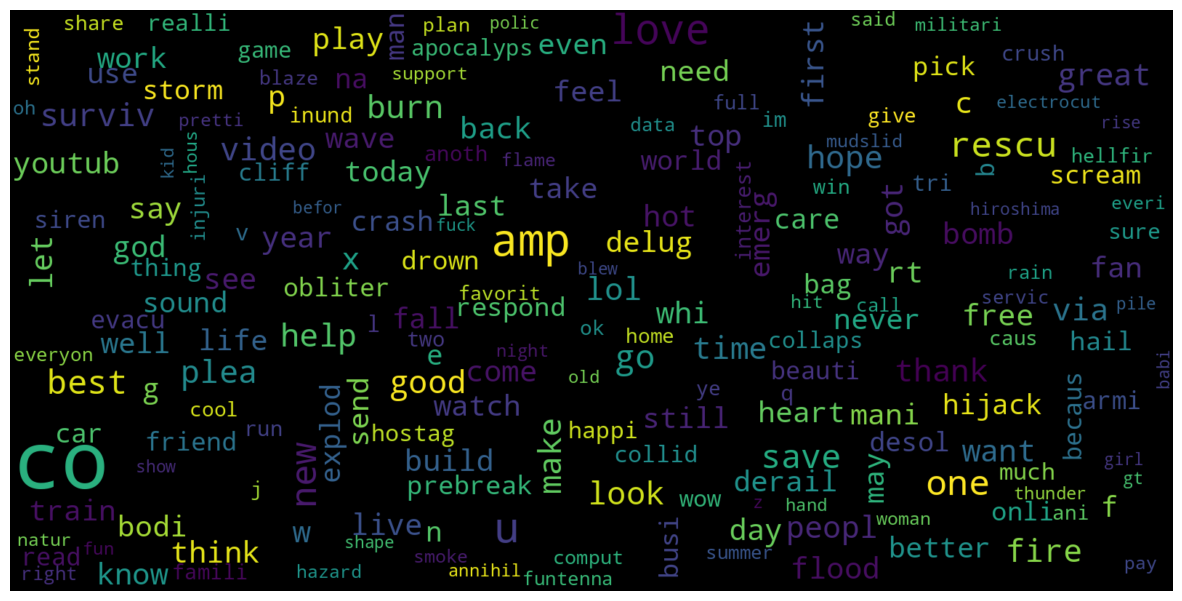 share realli man plan polic love said militari
stand work game play apocalyps even first crush
use blaze na support need pick great
oh storm p inund burn feel full c electrocut
surviv pretti back data im give rise
youtub kid hous video wave anoth flame top mudslid rescu hellfir
cliff today take world hope b scream
say injuri befor last hot interest emerg win got tri hiroshima everi
siren v year crash fuck care bomb sure
let god amp delug way
thing see x drown blew rt rain fan
sound obliter favorit lol bag servic pile
evacu l fall respond whi hit call never free via
well life help two ok home collaps caus hail
everyon e night go time
best g plea good come old ye beauti thank babi
cool send watch still q heart mani hijack armi
co car friend run explod hostag happi because
show new build make collid save desol want girl
j prebreak look wow derail may one much gt
train z hand thunder
bodi w live n u busi day peopl woman onli ani f
natur fun think shape smoke summer better fire
read right know famili hazard annihil comput funtenna flood pay